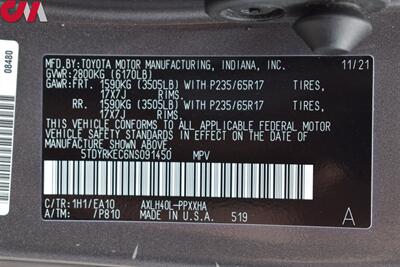 CM
08480
MFD.BY:TOYOTA MOTOR MANUFACTURING, INDIANA, INC. 11/21
GVWR:2800KG (6170LB)
GAWR:FRT. 1590KG (3505LB) WITH P235/65R17 TIRES,
17X7J RIMS,
RR. 1590KG (3505LB) WITH P235/65R17 TIRES,
17X7J RIMS,
THIS VEHICLE CONFORMS TO ALL APPLICABLE FEDERAL MOTOR
VEHICLE SAFETY STANDARDS IN EFFECT ON THE DATE OF
MANUFACTURE SHOWN ABOVE.
5TDYRKEC6NS091450 MPV
C/TR:1H1/EA10 AXLH40L-PPXXHA
A/TM: /P810 MADE IN U.S.A. 519 A